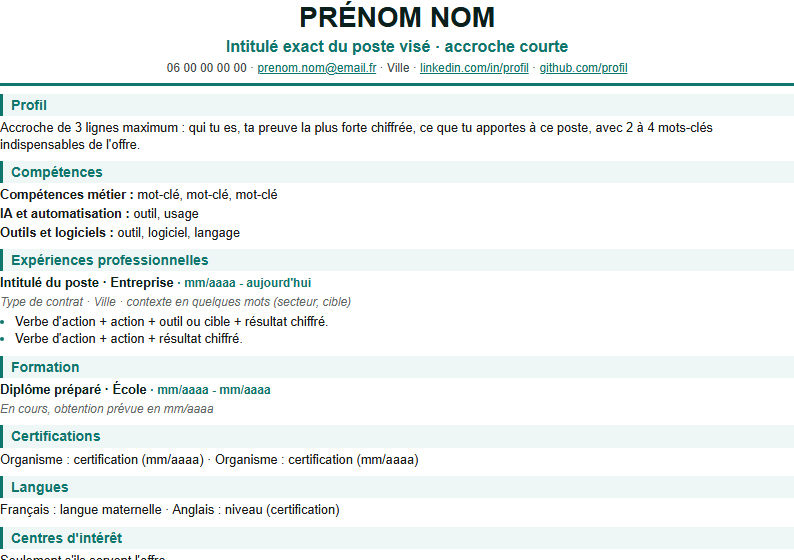 PRÉNOM NOM
Intitulé exact du poste visé · accroche courte
06 00 00 00 00 · prenom.nom@email.fr · Ville · linkedin.com/in/profil · github.com/profil
Profil
Accroche de 3 lignes maximum : qui tu es, ta preuve la plus forte chiffrée, ce que tu apportes à ce poste, avec 2 à 4 mots-clés
indispensables de l'offre.
Compétences
Compétences métier : mot-clé, mot-clé, mot-clé
IA et automatisation : outil, usage
Outils et logiciels : outil, logiciel, langage
Expériences professionnelles
Intitulé du poste · Entreprise · mm/aaaa - aujourd'hui
Type de contrat · Ville · contexte en quelques mots (secteur, cible)
• Verbe d'action + action + outil ou cible + résultat chiffré.
• Verbe d'action + action + résultat chiffré.
Formation
Diplôme préparé · École · mm/aaaa - mm/aaaa
En cours, obtention prévue en mm/aaaa
Certifications
Organisme : certification (mm/aaaa) · Organisme : certification (mm/aaaa)
Langues
Français : langue maternelle · Anglais : niveau (certification)
Centres d'intérêt
Seulement s'ils servent l'offre.